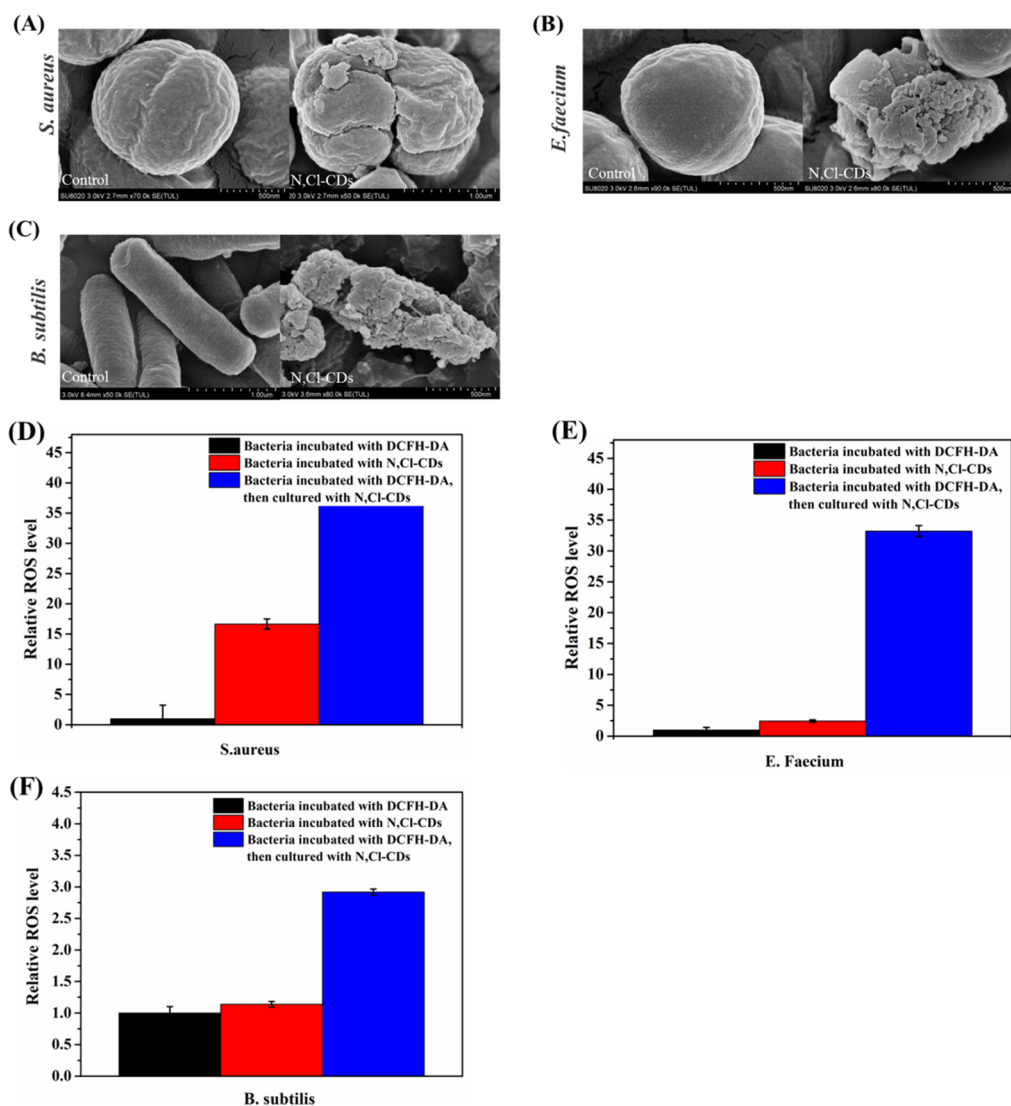 (A)
S. aureus
Control
N,Cl-CDs
SU8020 3.0kV 2.7mm x70.0k SE(TUL)
500nm
20 3.0kV 2.7mm x50.0k SE(TUL)
1.00um
(B)
E.faecium
Control
N,Cl-CDs
SU8020 3.0kV 2.6mm x90.0k SE(TUL)
500nm
SU8020 3.0kV 2.6mm x80.0k SE(TUL)
500nm
(C)
B. subtilis
Control
N,Cl-CDs
3.0kV 8.4mm x50.0k SE(TUL)
1.00um
3.0kV 3.6mm x80.0k SE(TUL)
500nm
(D)
Bacteria incubated with DCFH-DA
Bacteria incubated with N,Cl-CDs
Bacteria incubated with DCFH-DA,
then cultured with N,Cl-CDs
Relative ROS level
45
40
35
30
25
20
15
10
5
0
S.aureus
(E)
Bacteria incubated with DCFH-DA
Bacteria incubated with N,Cl-CDs
Bacteria incubated with DCFH-DA,
then cultured with N,Cl-CDs
Relative ROS level
45
40
35
30
25
20
15
10
5
0
E. Faecium
(F)
Bacteria incubated with DCFH-DA
Bacteria incubated with N,Cl-CDs
Bacteria incubated with DCFH-DA,
then cultured with N,Cl-CDs
Relative ROS level
4.5
4.0
3.5
3.0
2.5
2.0
1.5
1.0
0.5
0.0
B. subtilis